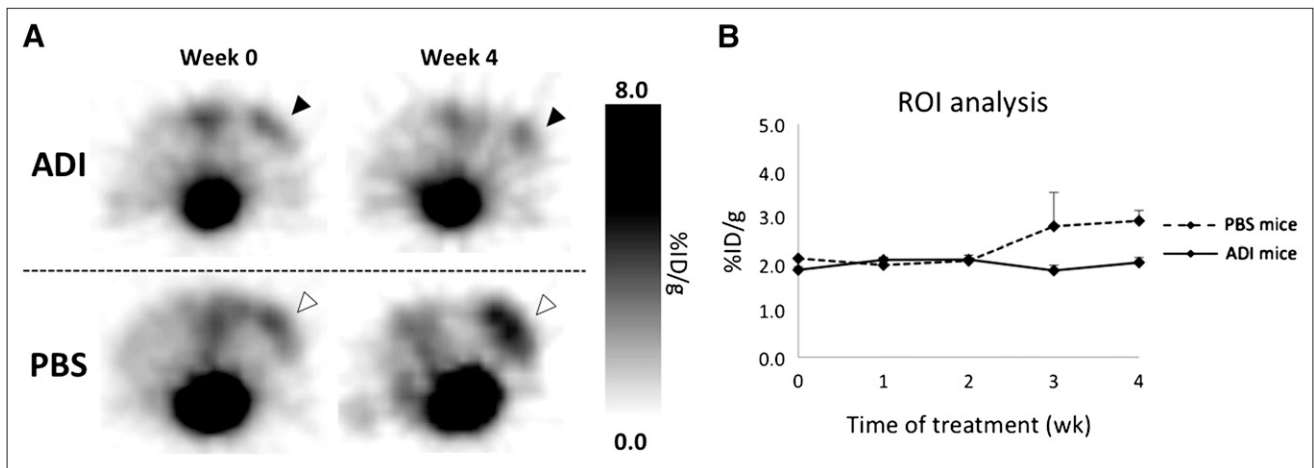 A
Week 0 Week 4
ADI
PBS
8.0
%ID/g
0.0
B
ROI analysis
5.0
4.0
3.0
2.0
1.0
0.0
%ID/g
0 1 2 3 4
Time of treatment (wk)
PBS mice
ADI mice